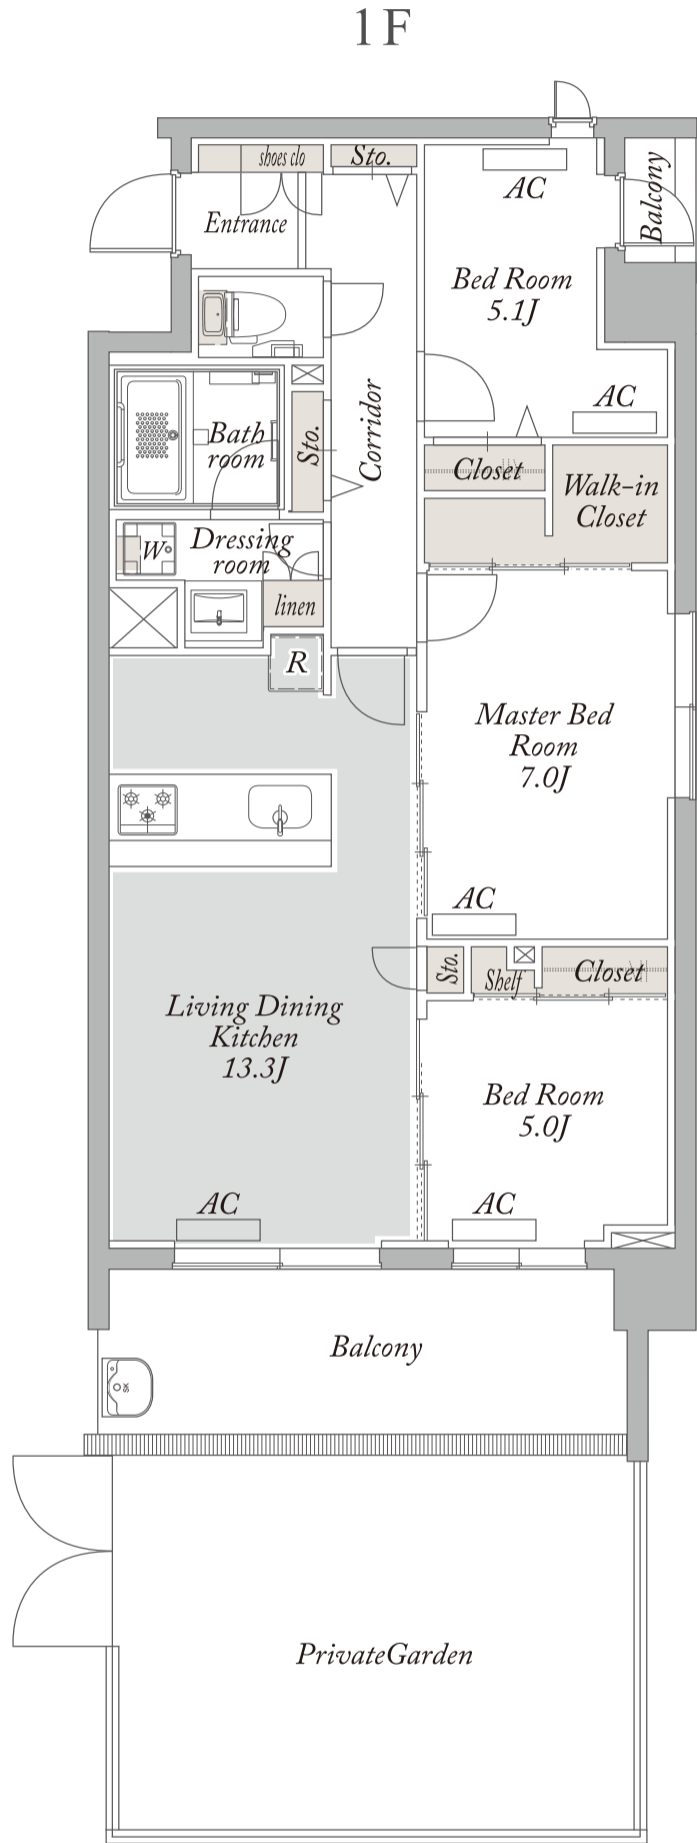 1F
shoes clo
Sto.
AC
Balcony
Entrance
Bed Room
5.1J
AC
Corridor
Bath
room
Sto.
Closet
Walk-in
Closet
W
Dressing
room
linen
R
Master Bed
Room
7.0J
AC
Sto.
Shelf
Closet
Living Dining
Kitchen
13.3J
Bed Room
5.0J
AC
AC
Balcony
SK
PrivateGarden